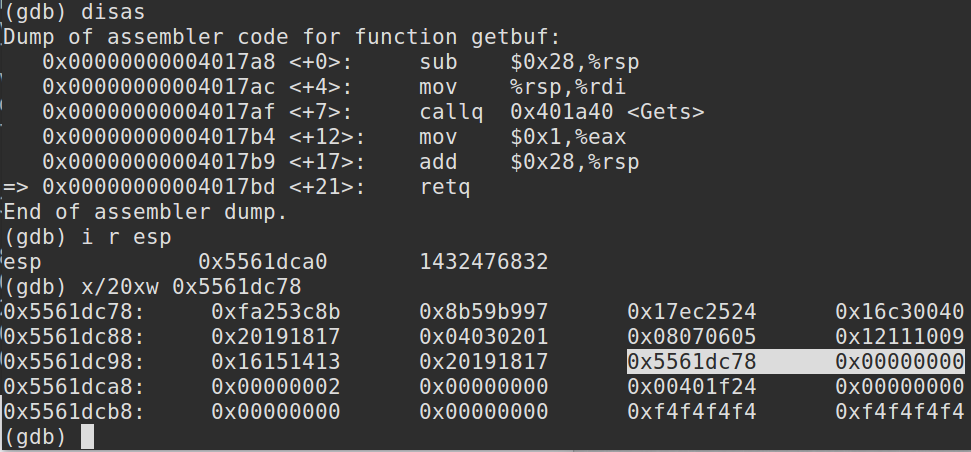 (gdb) disas
Dump of assembler code for function getbuf:
   0x00000000004017a8 <+0>:     sub    $0x28,%rsp
   0x00000000004017ac <+4>:     mov    %rsp,%rdi
   0x00000000004017af <+7>:     callq  0x401a40 <Gets>
   0x00000000004017b4 <+12>:    mov    $0x1,%eax
   0x00000000004017b9 <+17>:    add    $0x28,%rsp
=> 0x00000000004017bd <+21>:    retq
End of assembler dump.
(gdb) i r esp
esp            0x5561dca0       1432476832
(gdb) x/20xw 0x5561dc78
0x5561dc78:     0xfa253c8b      0x8b59b997      0x17ec2524      0x16c30040
0x5561dc88:     0x20191817      0x04030201      0x08070605      0x12111009
0x5561dc98:     0x16151413      0x20191817      0x5561dc78      0x00000000
0x5561dca8:     0x00000002      0x00000000      0x00401f24      0x00000000
0x5561dcb8:     0x00000000      0x00000000      0xf4f4f4f4      0xf4f4f4f4
(gdb)